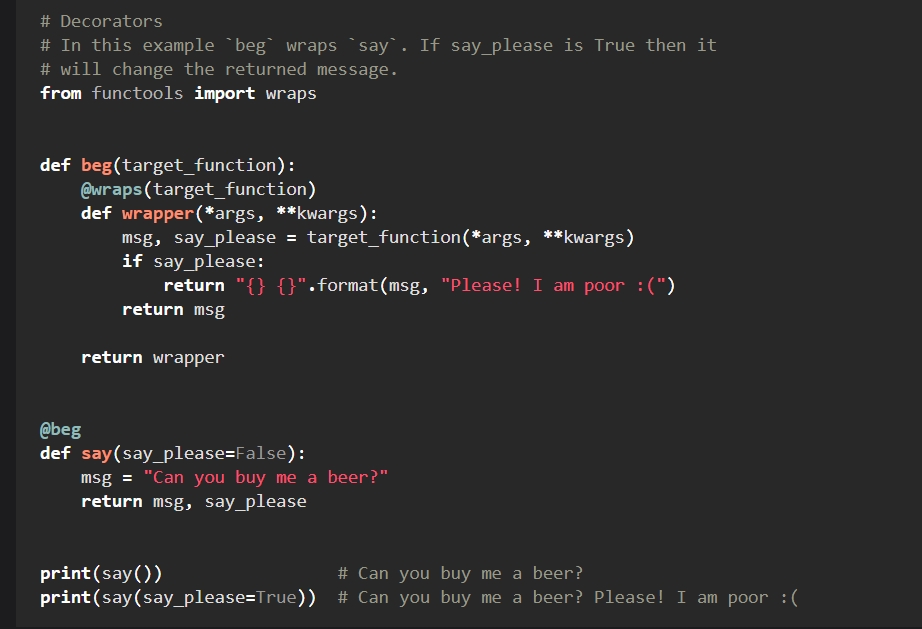 # Decorators
# In this example `beg` wraps `say`. If say_please is True then it
# will change the returned message.
from functools import wraps
def beg(target_function):
@wraps(target_function)
def wrapper(*args, **kwargs):
msg, say_please = target_function(*args, **kwargs)
if say_please:
return "{} {}".format(msg, "Please! I am poor :(")
return msg
return wrapper
@beg
def say(say_please=False):
msg = "Can you buy me a beer?"
return msg, say_please
print(say())                 # Can you buy me a beer?
print(say(say_please=True))  # Can you buy me a beer? Please! I am poor :(